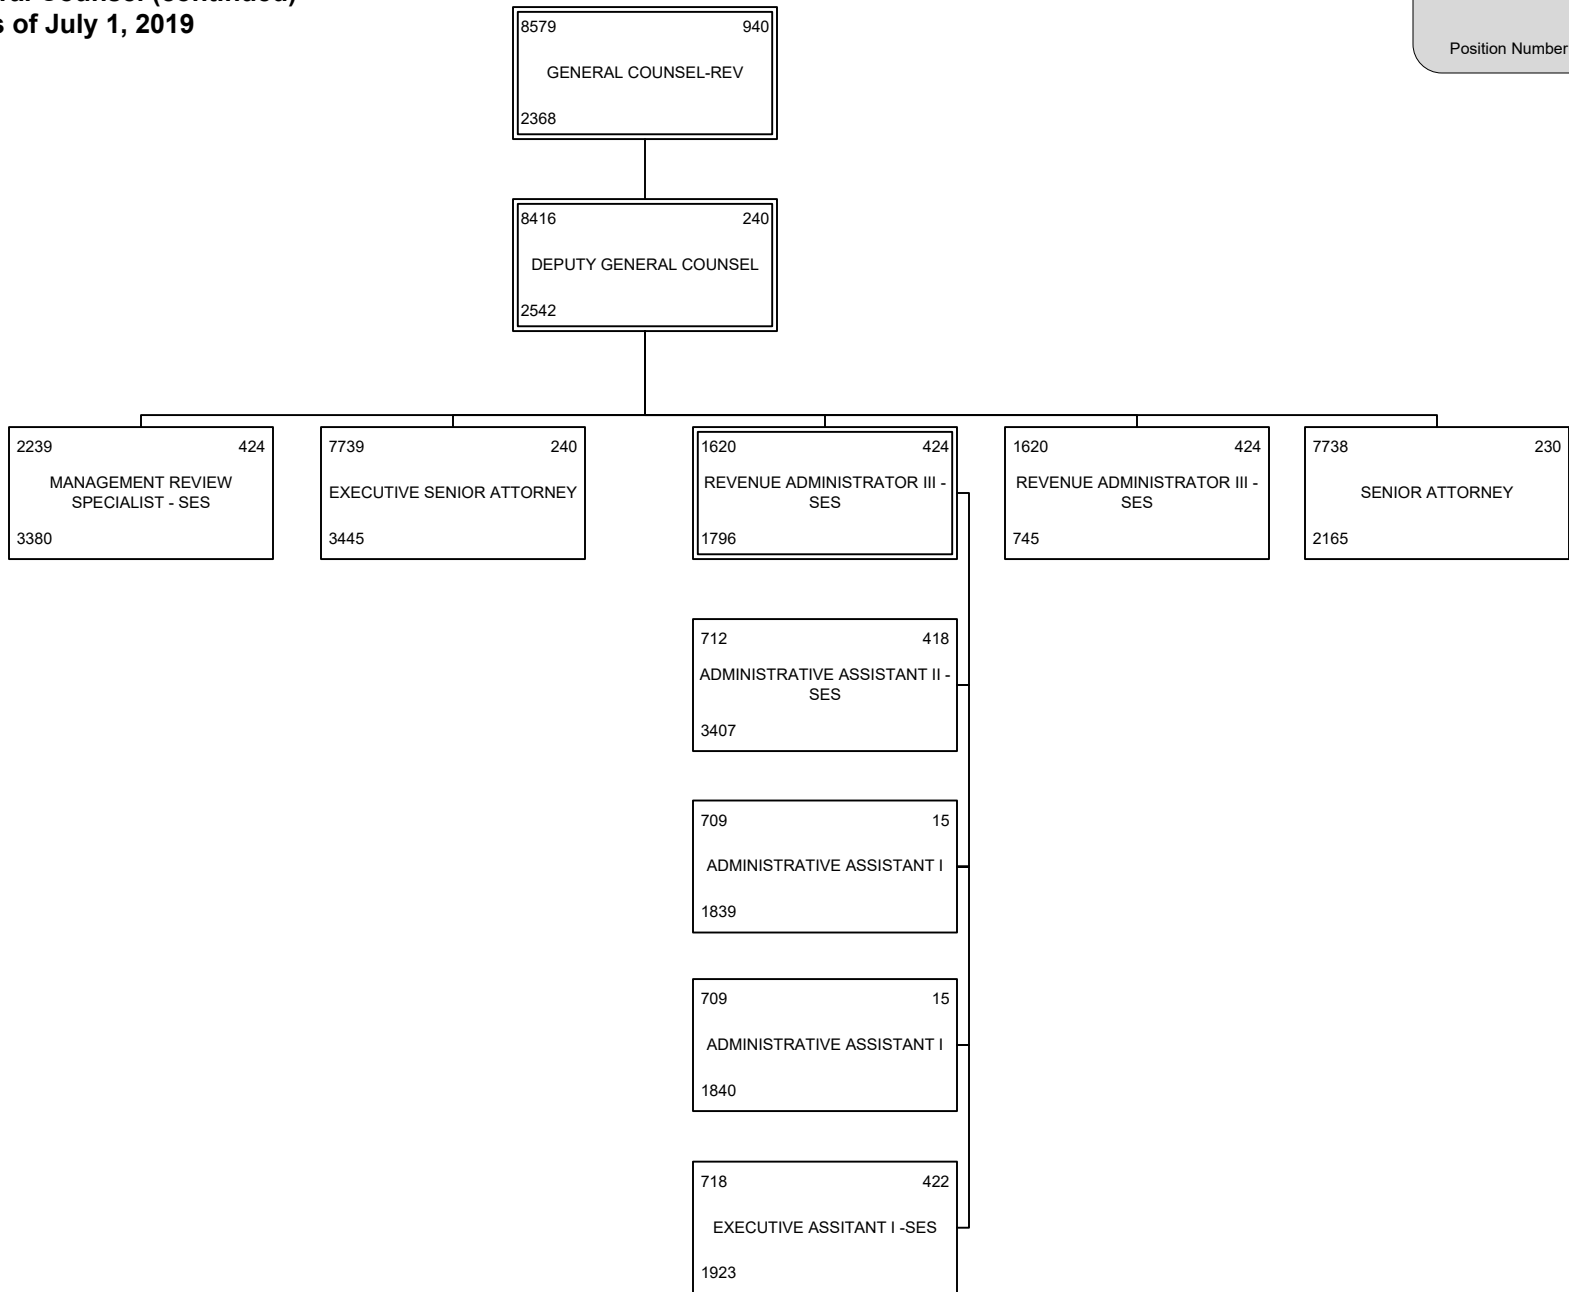 s of July 1, 2019
Position Number
8579 940
GENERAL COUNSEL-REV
2368
8416 240
DEPUTY GENERAL COUNSEL
2542
2239 424
MANAGEMENT REVIEW
SPECIALIST - SES
3380
7739 240
EXECUTIVE SENIOR ATTORNEY
3445
1620 424
REVENUE ADMINISTRATOR III -
SES
1796
1620 424
REVENUE ADMINISTRATOR III -
SES
745
7738 230
SENIOR ATTORNEY
2165
712 418
ADMINISTRATIVE ASSISTANT II -
SES
3407
709 15
ADMINISTRATIVE ASSISTANT I
1839
709 15
ADMINISTRATIVE ASSISTANT I
1840
718 422
EXECUTIVE ASSITANT I -SES
1923